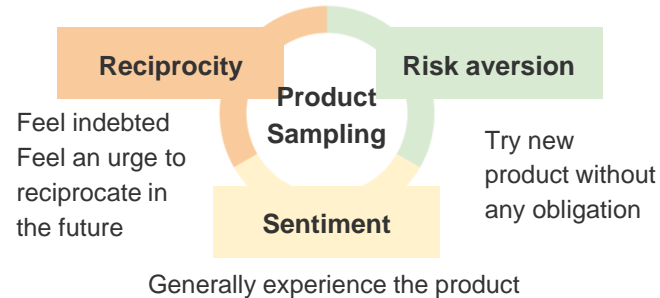 Reciprocity
Risk aversion
Product
Sampling
Feel indebted
Feel an urge to
reciprocate in
the future
Try new
product without
any obligation
Sentiment
Generally experience the product